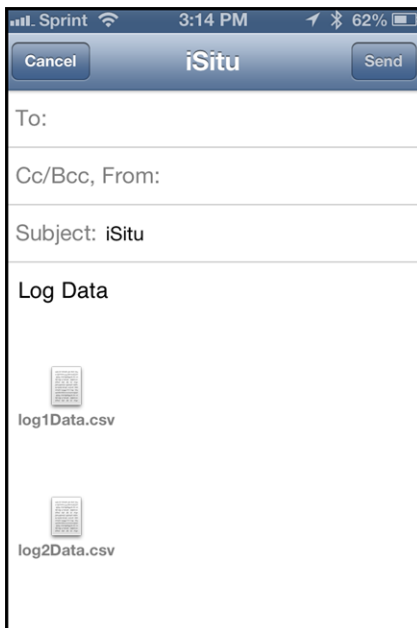 Sprint 3:14 PM 62%
Cancel iSitu Send
To:
Cc/Bcc, From:
Subject: iSitu
Log Data
log1Data.csv
log2Data.csv